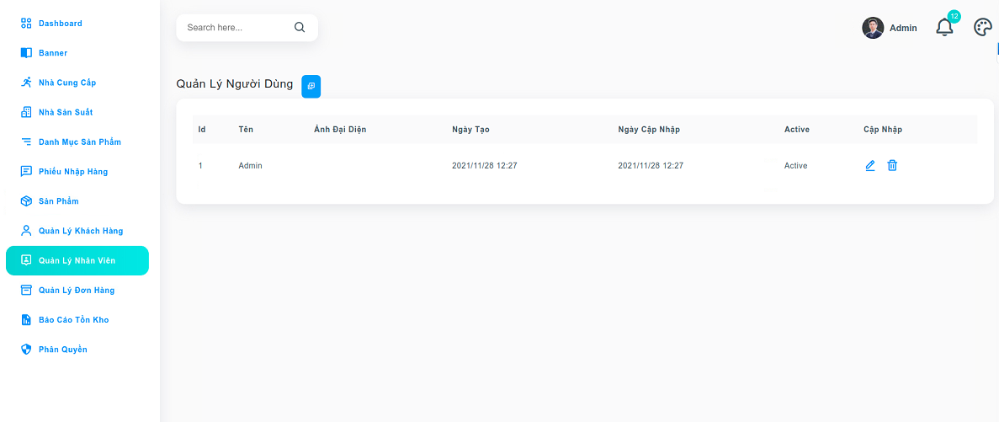 Dashboard
Banner
Nhà Cung Cấp
Nhà Sản Suất
Danh Mục Sản Phẩm
Phiếu Nhập Hàng
Sản Phẩm
Quản Lý Khách Hàng
Quản Lý Nhân Viên
Quản Lý Đơn Hàng
Báo Cáo Tồn Kho
Phân Quyền
Search here...
Admin
12
Quản Lý Người Dùng
Id Tên Ảnh Đại Diện Ngày Tạo Ngày Cập Nhập Active Cập Nhập
1 Admin 2021/11/28 12:27 2021/11/28 12:27 Active